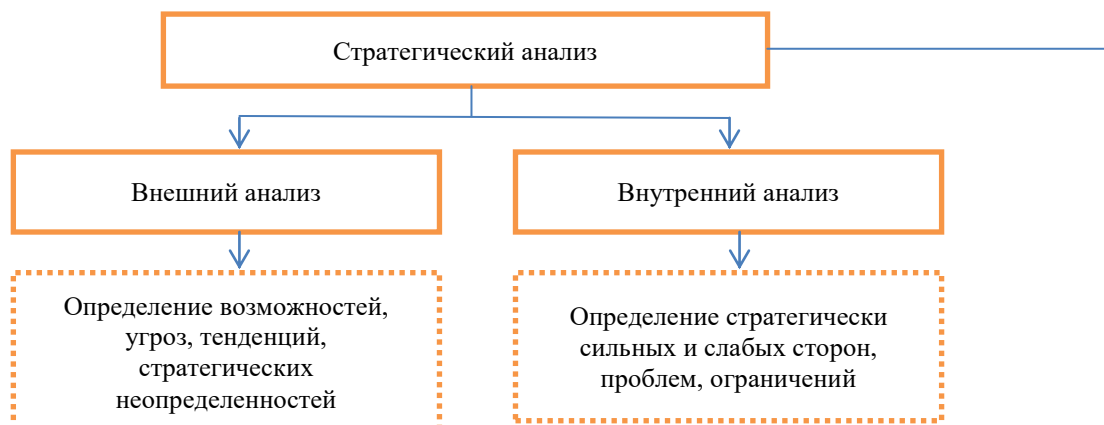 Стратегический анализ
Внешний анализ
Внутренний анализ
Определение возможностей,
угроз, тенденций,
стратегических
неопределенностей
Определение стратегически
сильных и слабых сторон,
проблем, ограничений